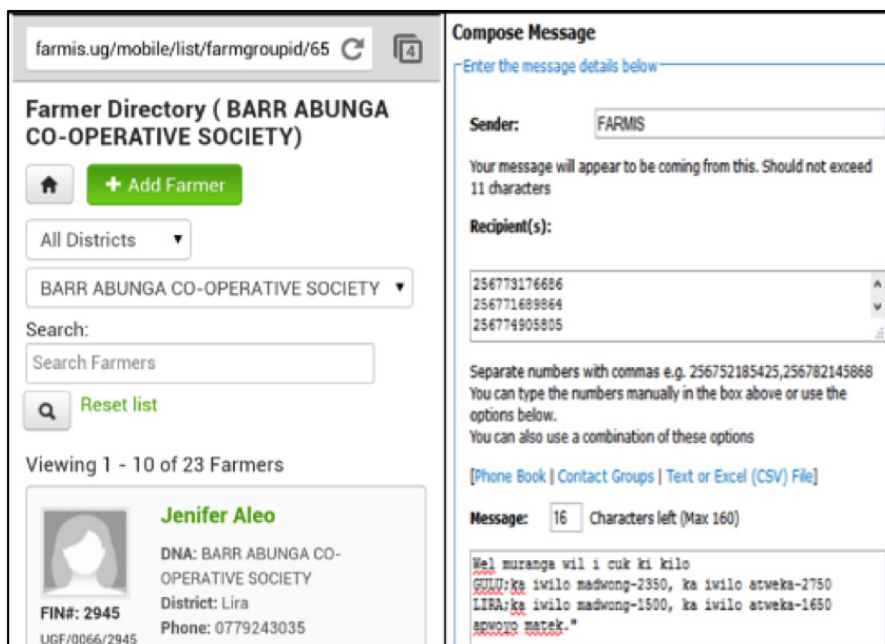 farmis.ug/mobile/list/farmgroupid/65
4
Farmer Directory ( BARR ABUNGA
CO-OPERATIVE SOCIETY)
+ Add Farmer
All Districts
BARR ABUNGA CO-OPERATIVE SOCIETY
Search:
Search Farmers
Reset list
Viewing 1 - 10 of 23 Farmers
Jenifer Aleo
DNA: BARR ABUNGA CO-
OPERATIVE SOCIETY
District: Lira
Phone: 0779243035
FIN#: 2945
UGF/0066/2945
Compose Message
Enter the message details below
Sender:
FARMIS
Your message will appear to be coming from this. Should not exceed
11 characters
Recipient(s):
256773176686
256771689864
256774905805
Separate numbers with commas e.g. 256752185425,256782145868
You can type the numbers manually in the box above or use the
options below.
You can also use a combination of these options
[Phone Book | Contact Groups | Text or Excel (CSV) File]
Message: 16 Characters left (Max 160)
Wel muranga wil i cuk ki kilo
GULU;ka iwilo madwong-2350, ka iwilo atweka-2750
LIRA;ka iwilo madwong-1500, ka iwilo atweka-1650
apwoyo matek."